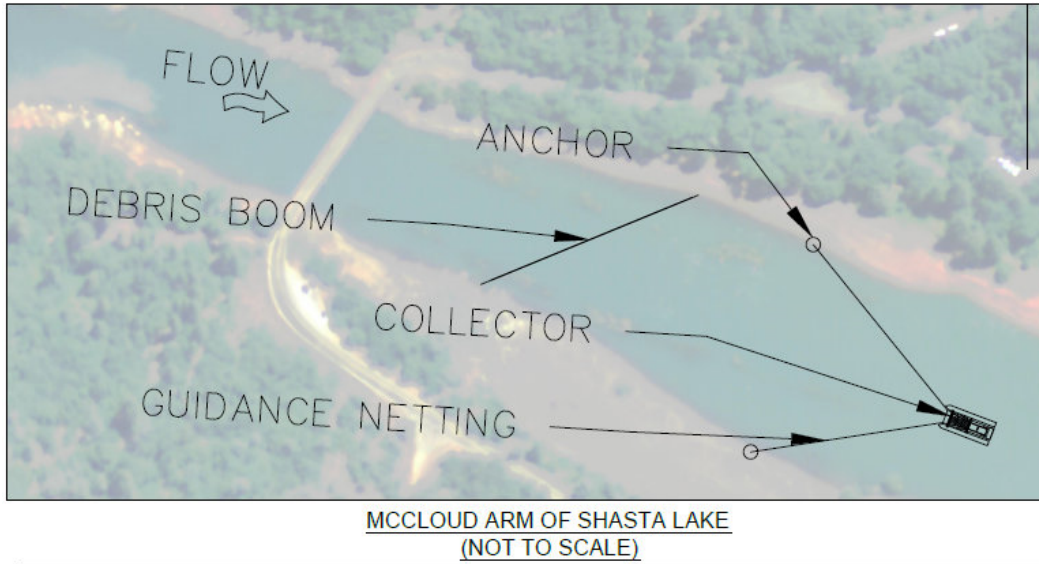 FLOW
ANCHOR
DEBRIS BOOM
COLLECTOR
GUIDANCE NETTING
MCCLOUD ARM OF SHASTA LAKE
(NOT TO SCALE)